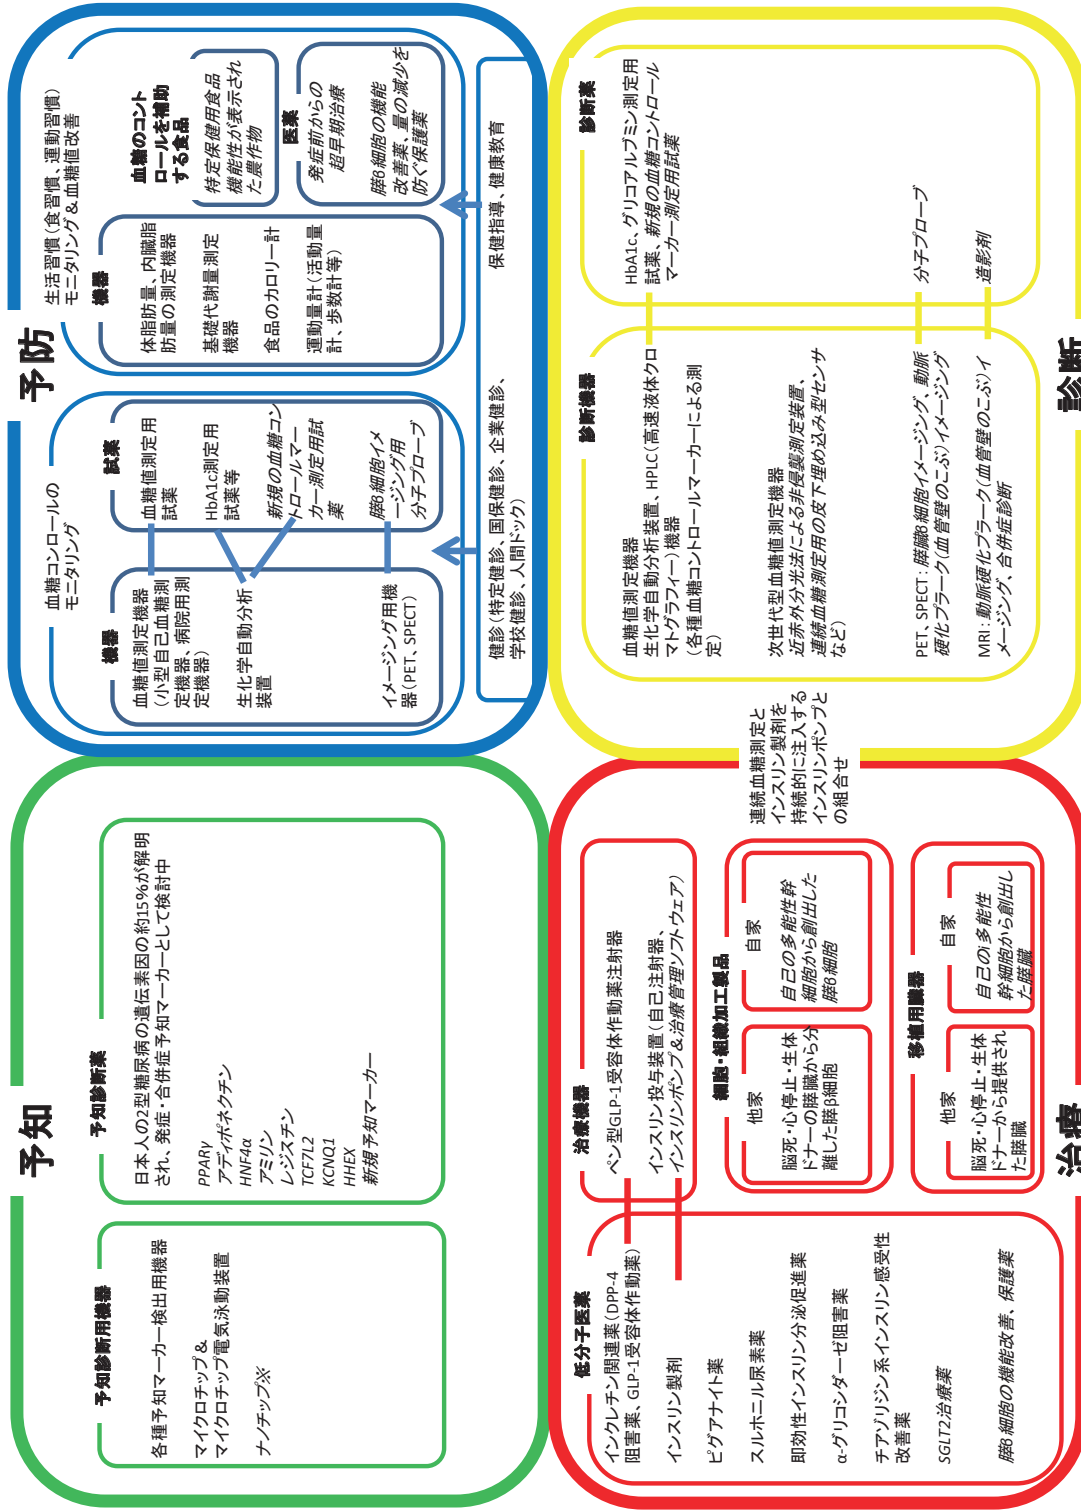 予知
予知診断用機器
各種予知マーカー検出用機器
マイクロチップ＆
マイクロチップ電気泳動装置
ナノチップ※
予知診断薬
日本人の2型糖尿病の遺伝素因の約15％が解明
され、発症・合併症予知マーカーとして検討中
PPARγ
アディポネクチン
HNF4α
アミリン
レジスチン
TCF7L2
KCNQ1
HHEX
新規予知マーカー
予防
血糖コントロールの
モニタリング
機器
血糖値測定機器
（小型自己血糖測
定機器、病院用測
定機器）
生化学自動分析
装置
イメージング用機
器（PET、SPECT）
試薬
血糖値測定用
試薬
HbA1c測定用
試薬等
新規の血糖コン
トロールマー
カー測定用試
薬
膵β細胞イメ
ージング用
分子プローブ
生活習慣（食習慣、運動習慣）
モニタリング＆血糖値改善
機器
体脂肪量、内臓脂
肪量の測定機器
基礎代謝量測定
機器
食品のカロリー計
運動量計（活動量
計、歩数計等）
血糖のコント
ロールを補助
する食品
特定保健用食品
機能性が表示され
た農作物
医薬
発症前からの
超早期治療
膵β細胞の機能
改善薬、量の減少を
防ぐ保護薬
健診（特定健診、国保健診、企業健診、
学校健診、人間ドック）
保健指導、健康教育
治療
低分子医薬
インクレチン関連薬（DPP-4
阻害薬、GLP-1受容体作動薬）
インスリン製剤
ビグアナイト薬
スルホニル尿素薬
即効性インスリン分泌促進薬
α-グリコシダーゼ阻害薬
チアゾリジン系インスリン感受性
改善薬
SGLT2治療薬
膵β細胞の機能改善、保護薬
治療機器
ペン型GLP-1受容体作動薬注射器
インスリン投与装置（自己注射器、
インスリンポンプ＆治療管理ソフトウェア）
細胞・組織加工製品
他家
脳死・心停止・生体
ドナーの膵臓から分
離した膵β細胞
自家
自己の多能性幹
細胞から創出した
膵β細胞
移植用臓器
他家
脳死・心停止・生体
ドナーから提供され
た膵臓
自家
自己の多能性
幹細胞から創出し
た膵臓
連続血糖測定と
インスリン製剤を
持続的に注入する
インスリンポンプと
の組合せ
診断
診断機器
血糖値測定機器
生化学自動分析装置、HPLC（高速液体クロ
マトグラフィー）機器
（各種血糖コントロールマーカーによる測
定）
次世代型血糖値測定機器
近赤外分光法による非侵襲測定装置、
連続血糖測定用の皮下埋め込み型センサ
など）
PET、SPECT：膵臓β細胞イメージング、動脈
硬化プラーク（血管壁のこぶ）イメージング
MRI：動脈硬化プラーク（血管壁のこぶ）イ
メージング、合併症診断
診断薬
HbA1c、グリコアルブミン測定用
試薬、新規の血糖コントロール
マーカー測定用試薬
分子プローブ
造影剤